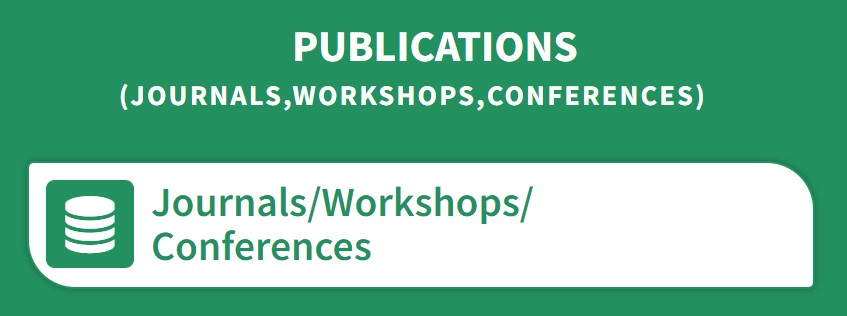 PUBLICATIONS
(JOURNALS,WORKSHOPS,CONFERENCES)
Journals/Workshops/
Conferences